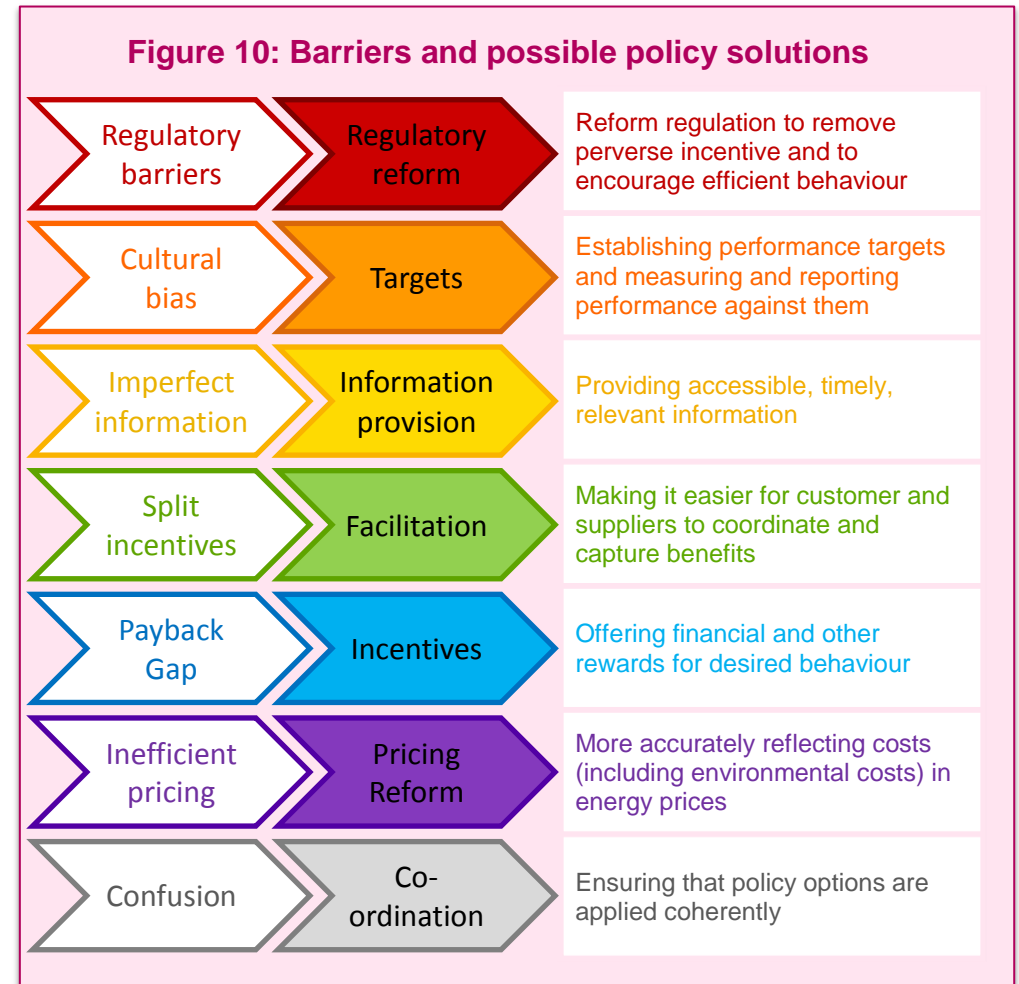 Figure 10: Barriers and possible policy solutions
Regulatory
barriers
Regulatory
reform
Reform regulation to remove
perverse incentive and to
encourage efficient behaviour
Cultural
bias
Targets
Establishing performance targets
and measuring and reporting
performance against them
Imperfect
information
Information
provision
Providing accessible, timely,
relevant information
Split
incentives
Facilitation
Making it easier for customer and
suppliers to coordinate and
capture benefits
Payback
Gap
Incentives
Offering financial and other
rewards for desired behaviour
Inefficient
pricing
Pricing
Reform
More accurately reflecting costs
(including environmental costs) in
energy prices
Confusion
Co-
ordination
Ensuring that policy options are
applied coherently